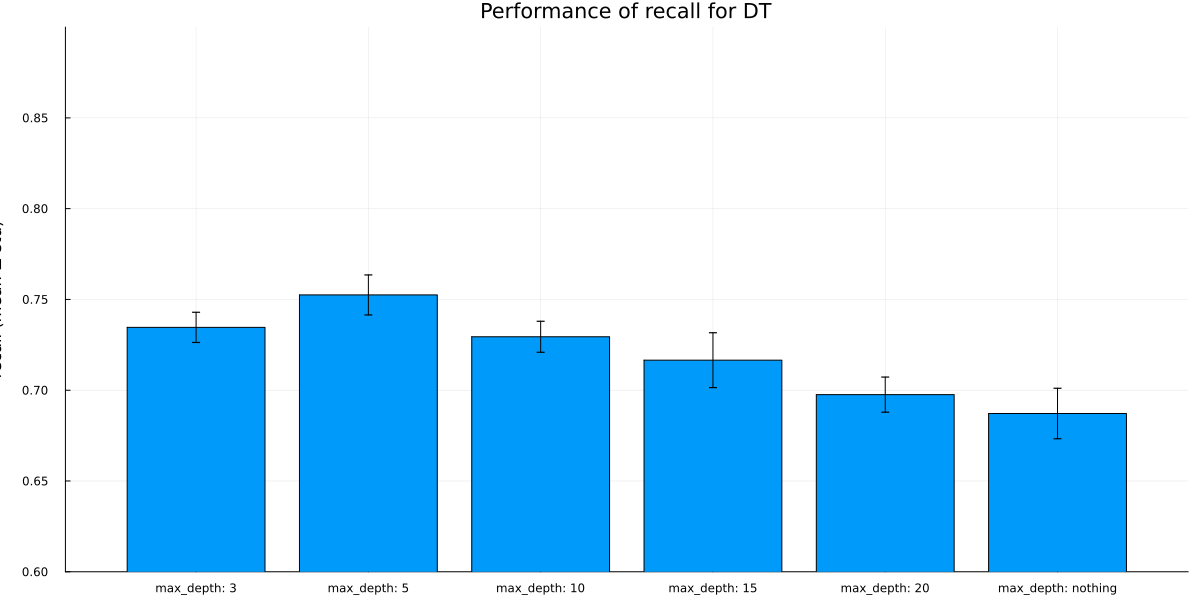 Performance of recall for DT
0.85
0.80
0.75
0.70
0.65
0.60
max_depth: 3
max_depth: 5
max_depth: 10
max_depth: 15
max_depth: 20
max_depth: nothing